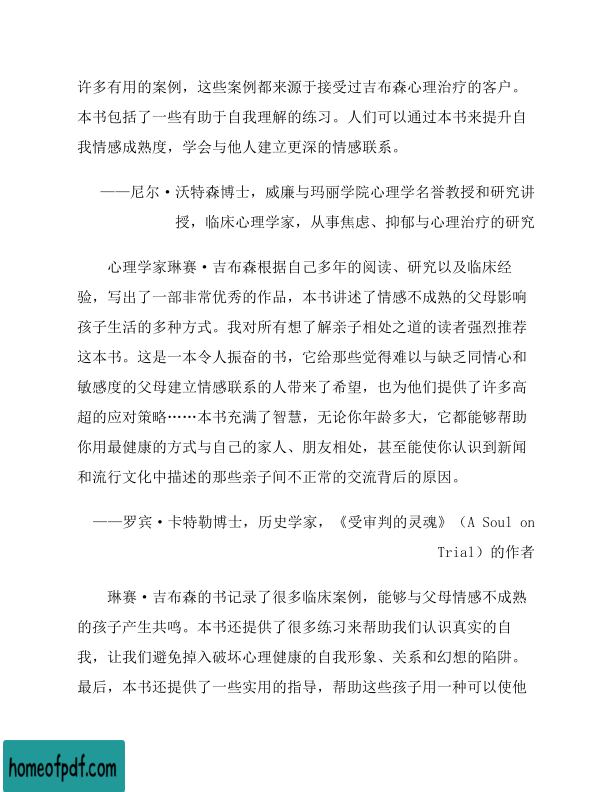 许多有用的案例，这些案例都来源于接受过吉布森心理治疗的客户。
本书包括了一些有助于自我理解的练习。人们可以通过本书来提升自
我情感成熟度，学会与他人建立更深的情感联系。
——尼尔·沃特森博士，威廉与玛丽学院心理学名誉教授和研究讲
授，临床心理学家，从事焦虑、抑郁与心理治疗的研究
心理学家琳赛·吉布森根据自己多年的阅读、研究以及临床经
验，写出了一部非常优秀的作品，本书讲述了情感不成熟的父母影响
孩子生活的多种方式。我对所有想了解亲子相处之道的读者强烈推荐
这本书。这是一本令人振奋的书，它给那些觉得难以与缺乏同情心和
敏感度的父母建立情感联系的人带来了希望，也为他们提供了许多高
超的应对策略……本书充满了智慧，无论你年龄多大，它都能够帮助
你用最健康的方式与自己的家人、朋友相处，甚至能使你认识到新闻
和流行文化中描述的那些亲子间不正常的交流背后的原因。
——罗宾·卡特勒博士，历史学家，《受审判的灵魂》（A Soul on
Trial）的作者
琳赛·吉布森的书记录了很多临床案例，能够与父母情感不成熟
的孩子产生共鸣。本书还提供了很多练习来帮助我们认识真实的自
我，让我们避免掉入破坏心理健康的自我形象、关系和幻想的陷阱。
最后，本书还提供了一些实用的指导，帮助这些孩子用一种可以使他
homeofpdf.com